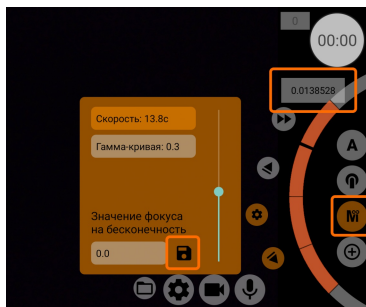 0
00:00
0.0138528
Скорость: 13.8с
Гамма-кривая: 0.3
A
M∞
Значение фокуса
на бесконечность
0.0